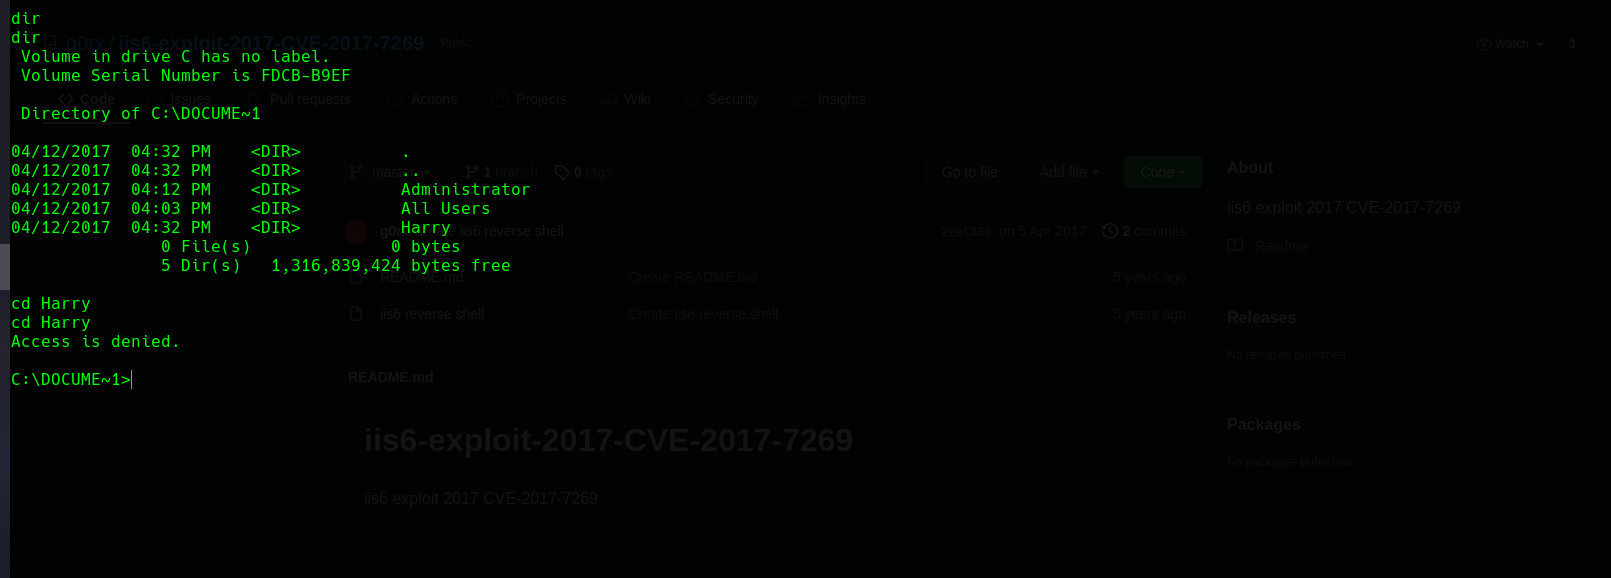 dir
dir
g0rx / iis6-exploit-2017-CVE-2017-7269 Public
Watch 3
Volume in drive C has no label.
Volume Serial Number is FDCB-B9EF
Code Issues Pull requests Actions Projects Wiki Security Insights
Directory of C:\DOCUME~1
04/12/2017 04:32 PM <DIR> .
04/12/2017 04:32 PM <DIR> ..
04/12/2017 04:12 PM <DIR> Administrator
04/12/2017 04:03 PM <DIR> All Users
04/12/2017 04:32 PM <DIR> Harry
0 File(s) 0 bytes
5 Dir(s) 1,316,839,424 bytes free
cd Harry
cd Harry
Access is denied.
C:\DOCUME~1>
1 branch 0 tags
Go to file Add file Code
iis6 reverse shell 22e1336 on 5 Apr 2017 2 commits
README.md Create README.md 5 years ago
iis6 reverse shell Create iis6 reverse shell 5 years ago
README.md
iis6-exploit-2017-CVE-2017-7269
iis6 exploit 2017 CVE-2017-7269
About
iis6 exploit 2017 CVE-2017-7269
Readme
Releases
No releases published
Packages
No packages published